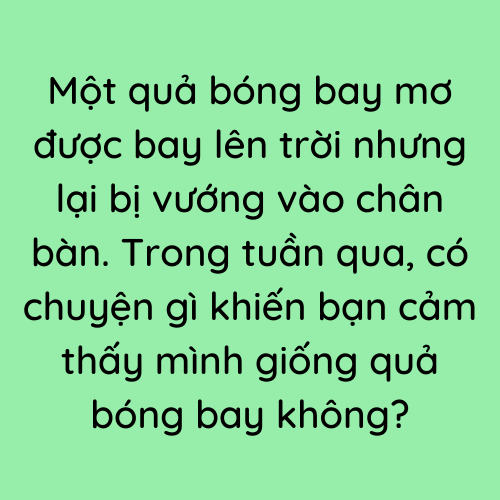 Một quả bóng bay mơ
được bay lên trời nhưng
lại bị vướng vào chân
bàn. Trong tuần qua, có
chuyện gì khiến bạn cảm
thấy mình giống quả
bóng bay không?